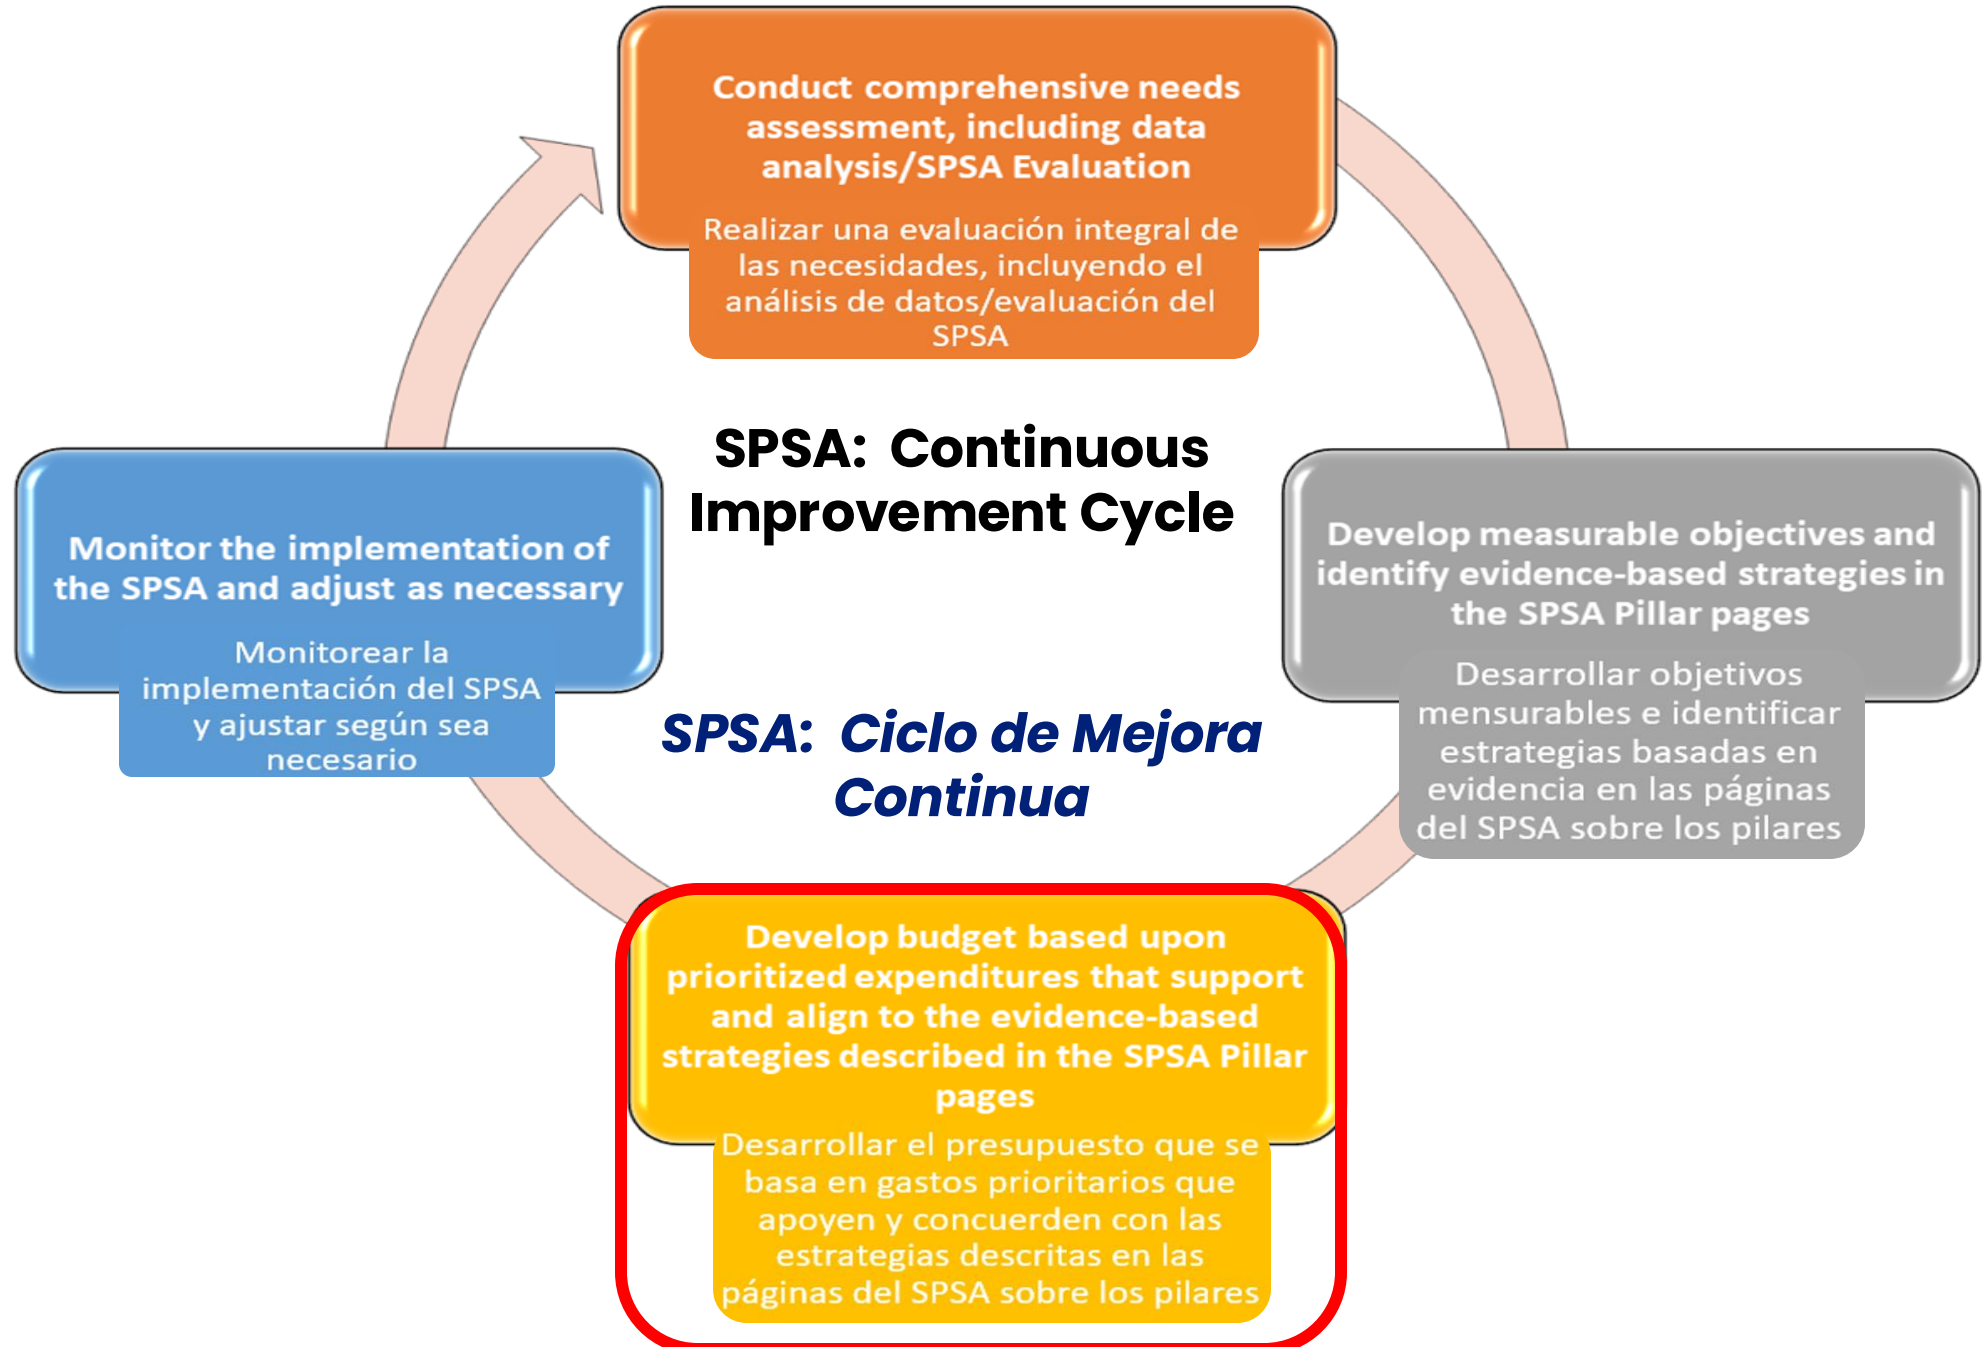 Conduct comprehensive needs
assessment, including data
analysis/SPSA Evaluation
Realizar una evaluación integral de
las necesidades, incluyendo el
análisis de datos/evaluación del
SPSA
SPSA: Continuous
Improvement Cycle
Monitor the implementation of
the SPSA and adjust as necessary
Monitorear la
implementación del SPSA
y ajustar según sea
necesario
Develop measurable objectives and
identify evidence-based strategies in
the SPSA Pillar pages
Desarrollar objetivos
mensurables e identificar
estrategias basadas en
evidencia en las páginas
del SPSA sobre los pilares
SPSA: Ciclo de Mejora
Continua
Develop budget based upon
prioritized expenditures that support
and align to the evidence-based
strategies described in the SPSA Pillar
pages
Desarrollar el presupuesto que se
basa en gastos prioritarios que
apoyen y concuerden con las
estrategias descritas en las
páginas del SPSA sobre los pilares